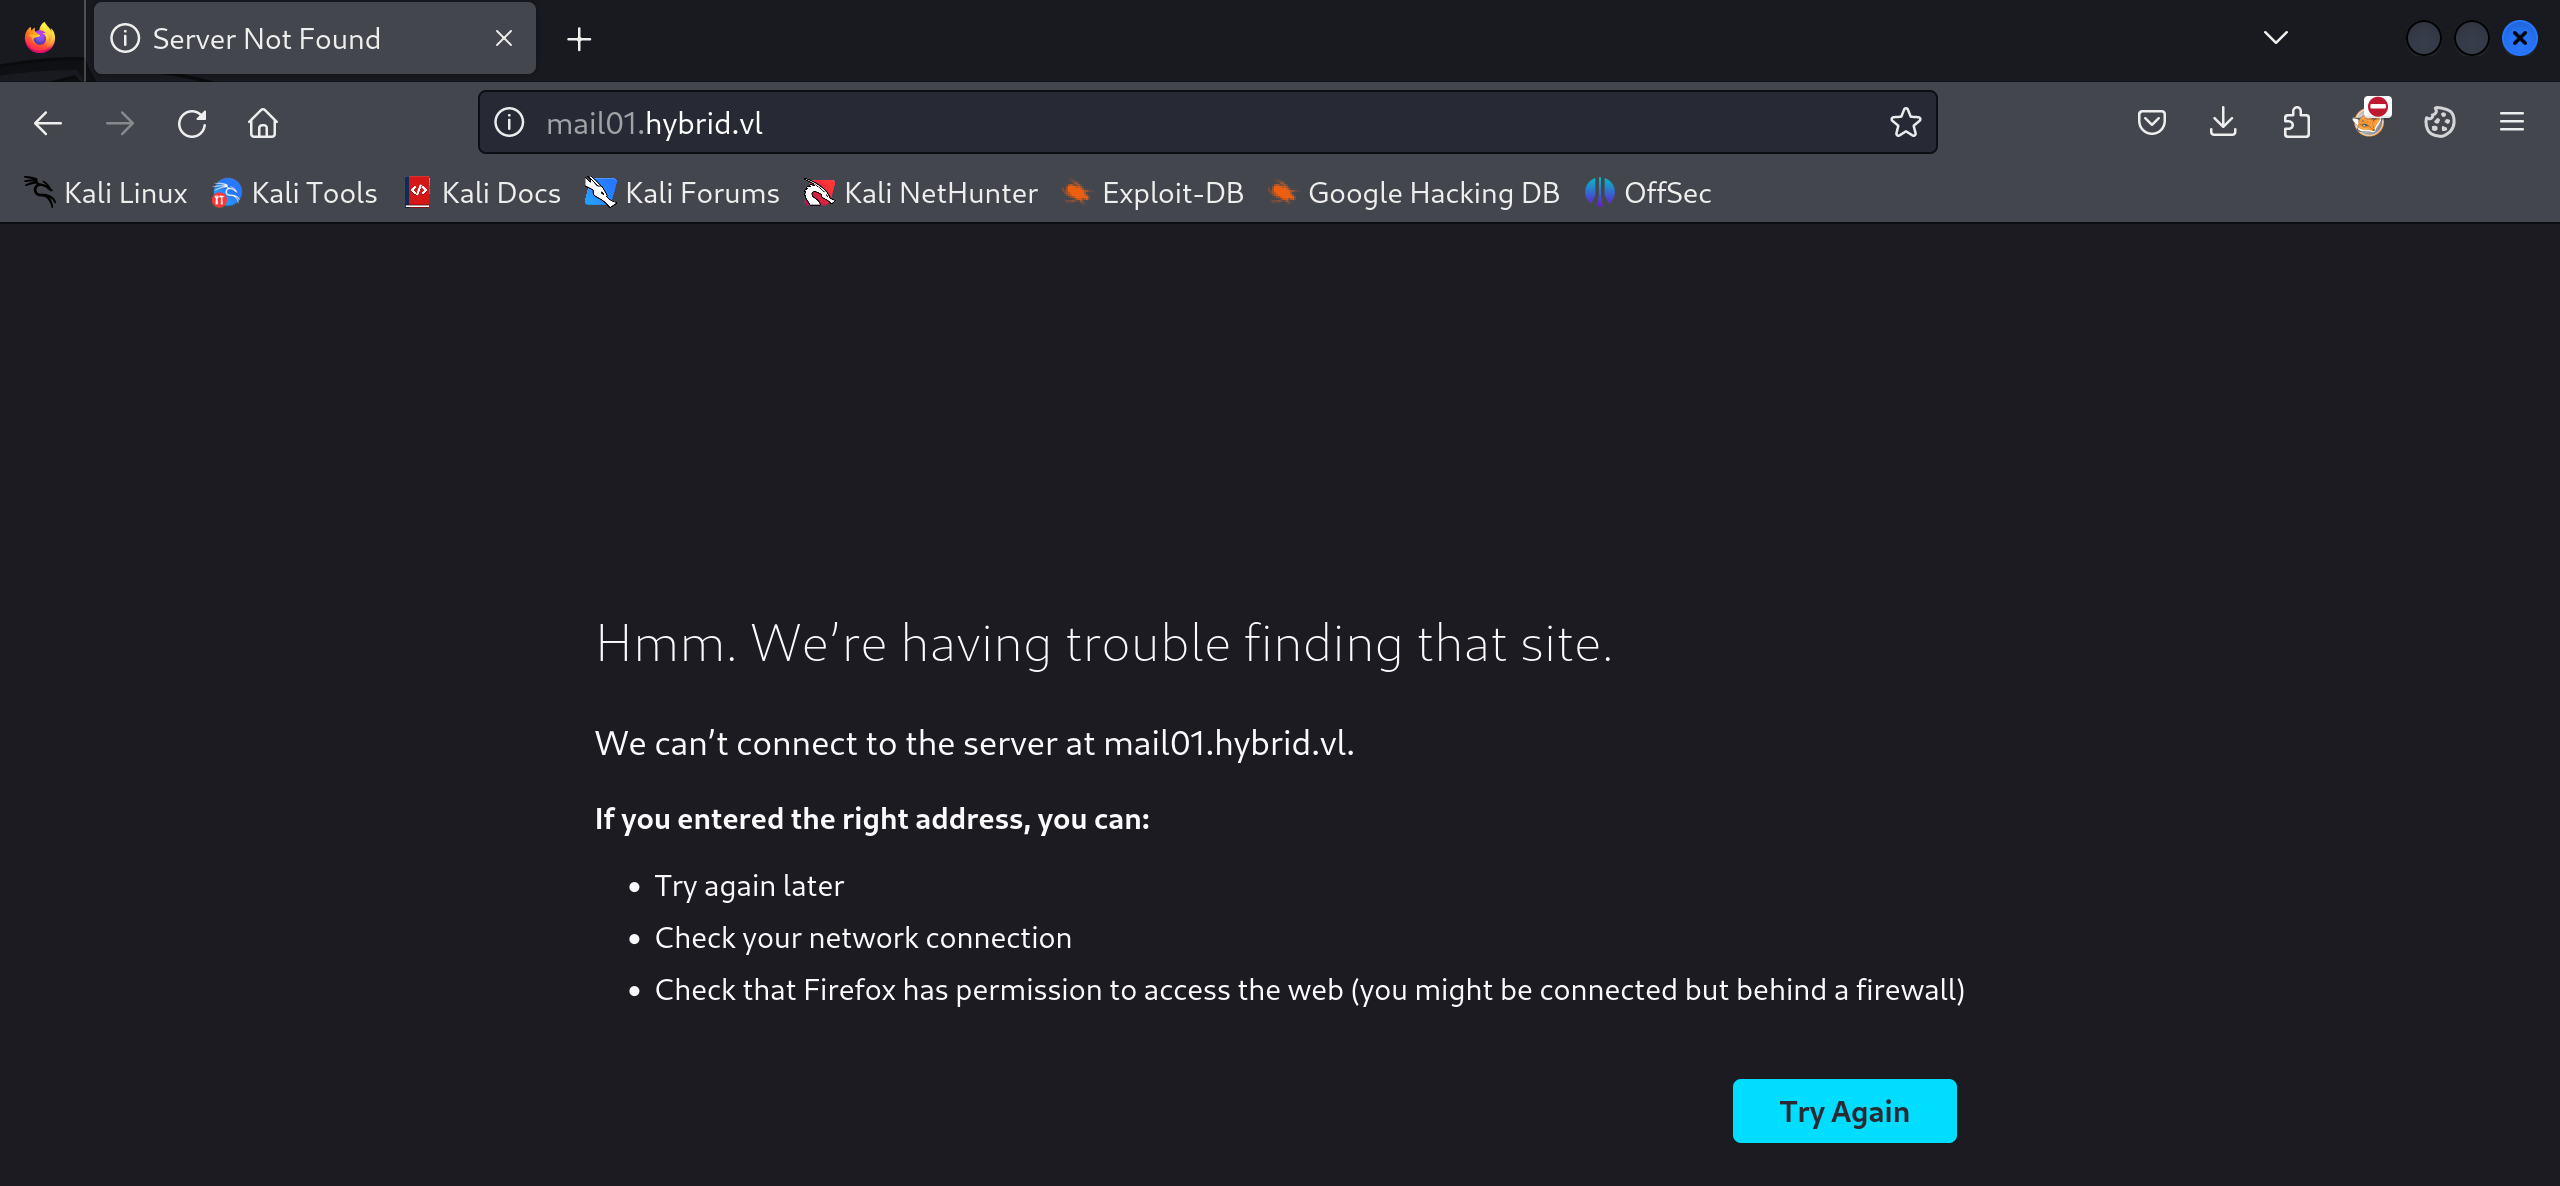 Server Not Found
mail01.hybrid.vl
Kali Linux Kali Tools Kali Docs Kali Forums Kali NetHunter Exploit-DB Google Hacking DB OffSec
Hmm. We’re having trouble finding that site.
We can’t connect to the server at mail01.hybrid.vl.
If you entered the right address, you can:
• Try again later
• Check your network connection
• Check that Firefox has permission to access the web (you might be connected but behind a firewall)
Try Again